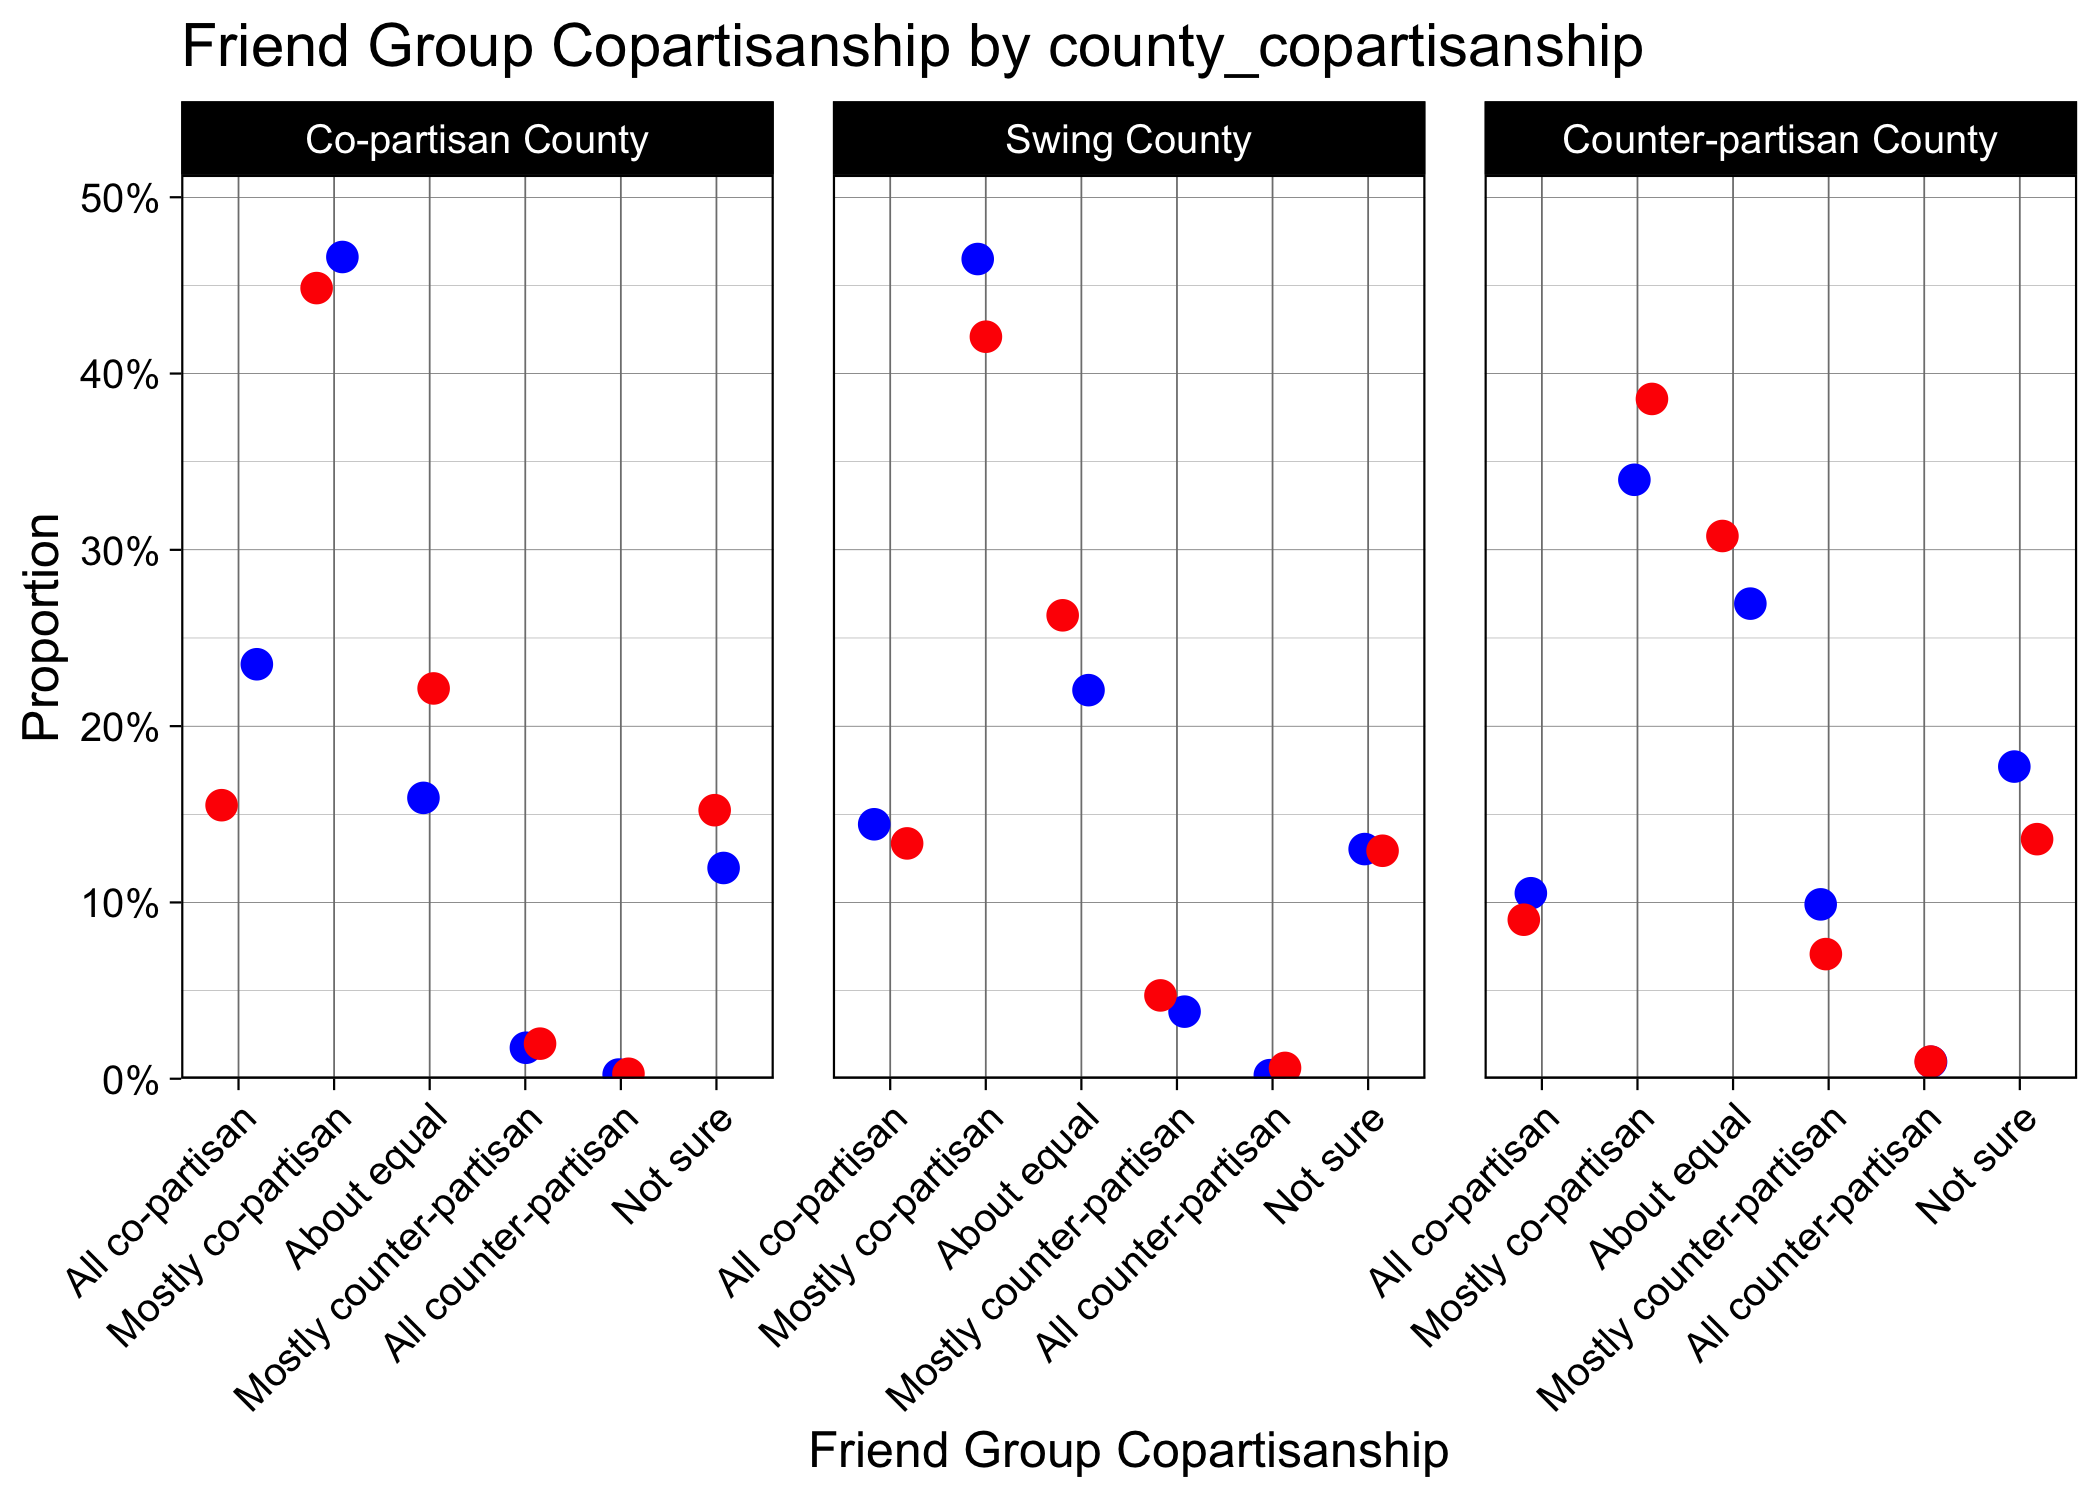 Friend Group Copartisanship by county_copartisanship
Co-partisan County
Swing County
Counter-partisan County
Proportion
50%
40%
30%
20%
10%
0%
All co-partisan
Mostly co-partisan
About equal
Mostly counter-partisan
All counter-partisan
Not sure
All co-partisan
Mostly co-partisan
About equal
Mostly counter-partisan
All counter-partisan
Not sure
All co-partisan
Mostly co-partisan
About equal
Mostly counter-partisan
All counter-partisan
Not sure
Friend Group Copartisanship